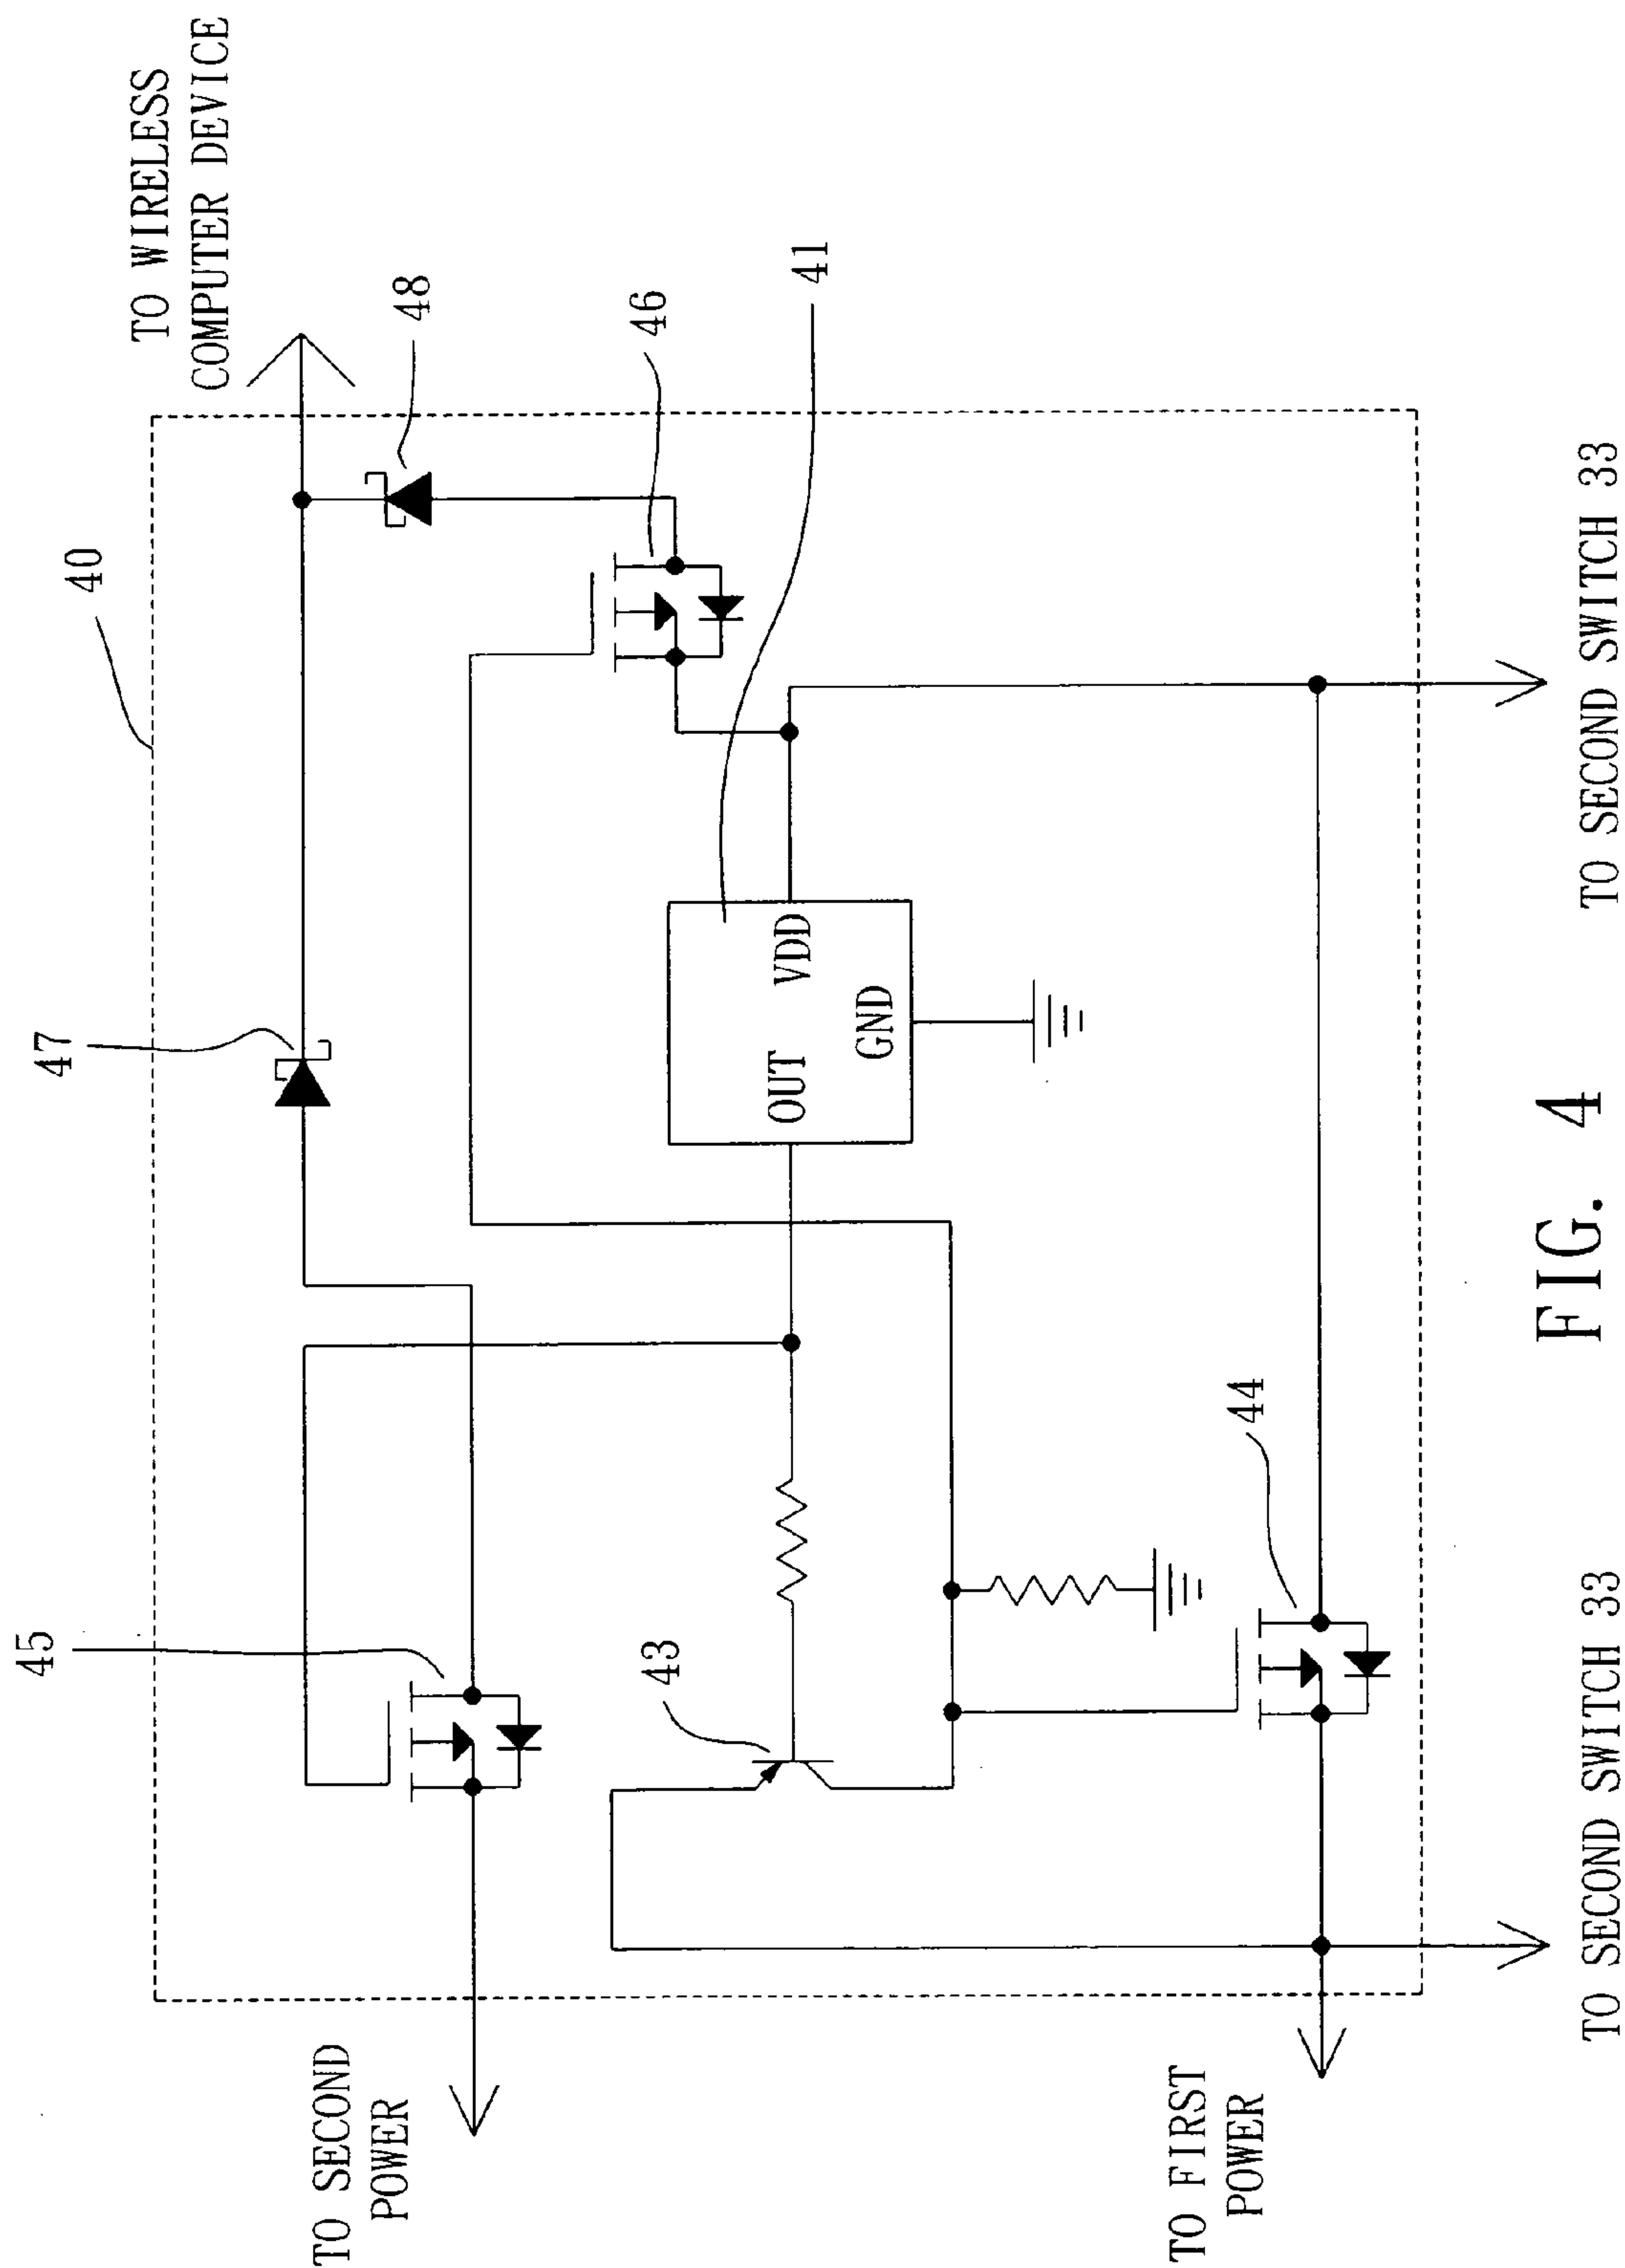 TO WIRELESS
COMPUTER DEVICE
40
47
48
45
46
41
43
OUT
VDD
GND
44
TO SECOND
POWER
TO FIRST
POWER
TO SECOND SWITCH 33
TO SECOND SWITCH 33
FIG. 4